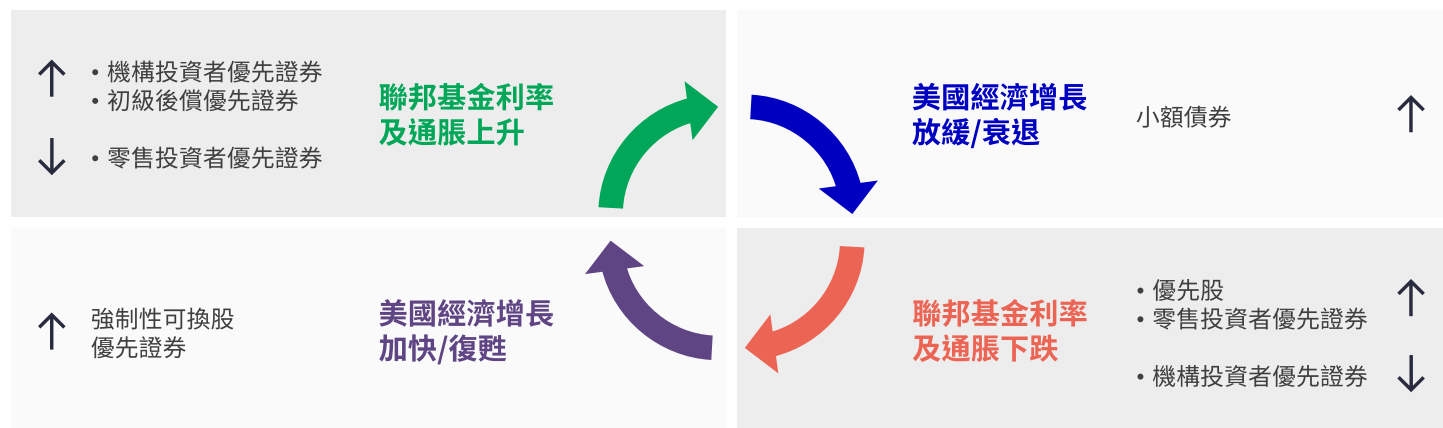 • 機構投資者優先證券
• 初級後償優先證券
• 零售投資者優先證券
聯邦基金利率
及通脹上升
美國經濟增長
放緩/衰退
小額債券
強制性可換股
優先證券
美國經濟增長
加快/復甦
聯邦基金利率
及通脹下跌
• 優先股
• 零售投資者優先證券
• 機構投資者優先證券